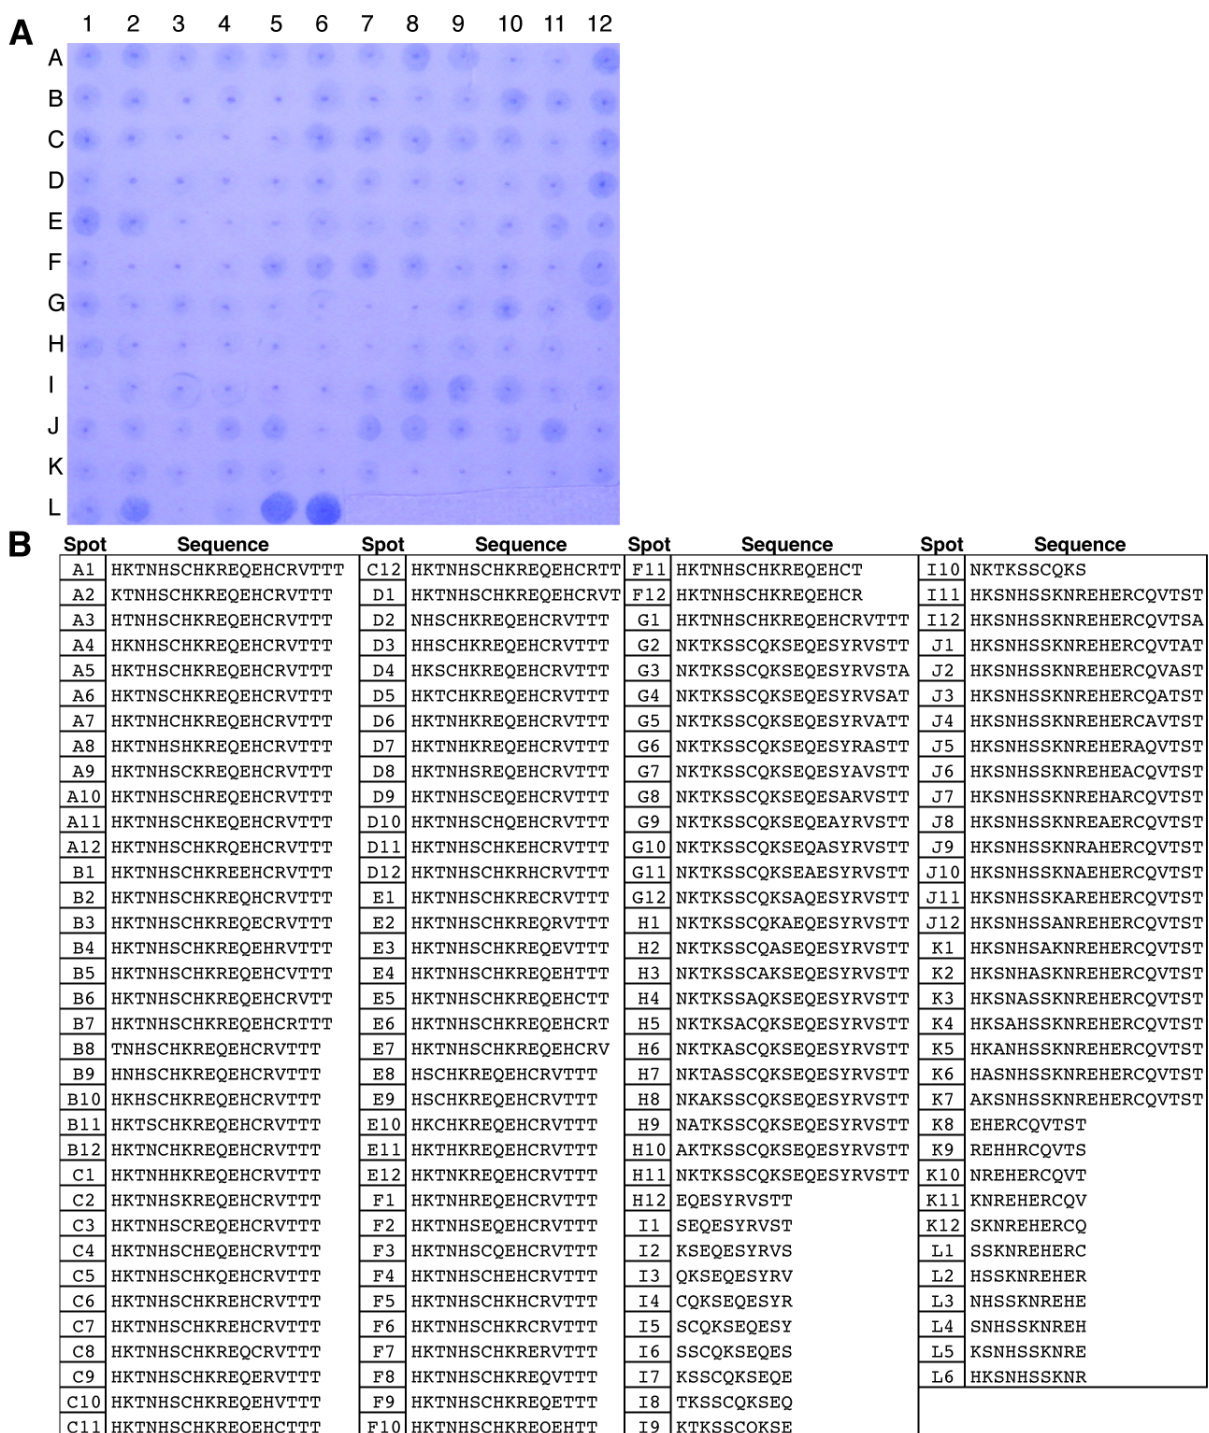 A
1 2 3 4 5 6 7 8 9 10 11 12
A
B
C
D
E
F
G
H
I
J
K
L
B
Spot Sequence Spot Sequence Spot Sequence Spot Sequence
A1 HKTNHSCHKREQEHCRVTTT C12 HKTNHSCHKREQEHCRTT F11 HKTNHSCHKREQEHCT I10 NKTKSSCQKS
A2 KTNHSCHKREQEHCRVTTT D1 HKTNHSCHKREQEHCRVT F12 HKTNHSCHKREQEHCR I11 HKSNHSSKNREHERCQVTST
A3 HTNHSCHKREQEHCRVTTT D2 NHSCHKREQEHCRVTTT G1 HKTNHSCHKREQEHCRVTTT I12 HKSNHSSKNREHERCQVTSA
A4 HKNHSCHKREQEHCRVTTT D3 HHSCHKREQEHCRVTTT G2 NKTKSSCQKSEQESYRVSTT J1 HKSNHSSKNREHERCQVTAT
A5 HKTHSCHKREQEHCRVTTT D4 HKSCHKREQEHCRVTTT G3 NKTKSSCQKSEQESYRVSTA J2 HKSNHSSKNREHERCQVAST
A6 HKTNSCHKREQEHCRVTTT D5 HKTCHKREQEHCRVTTT G4 NKTKSSCQKSEQESYRVSAT J3 HKSNHSSKNREHERCQATST
A7 HKTNHCHKREQEHCRVTTT D6 HKTNHKREQEHCRVTTT G5 NKTKSSCQKSEQESYRVATT J4 HKSNHSSKNREHERCAVTST
A8 HKTNHSHKREQEHCRVTTT D7 HKTNHKREQEHCRVTTT G6 NKTKSSCQKSEQESYRASTT J5 HKSNHSSKNREHERAQVTST
A9 HKTNHSCKREQEHCRVTTT D8 HKTNHSREQEHCRVTTT G7 NKTKSSCQKSEQESYAVSTT J6 HKSNHSSKNREHEACQVTST
A10 HKTNHSCHREQEHCRVTTT D9 HKTNHSCEQEHCRVTTT G8 NKTKSSCQKSEQESARVSTT J7 HKSNHSSKNREHARCQVTST
A11 HKTNHSCHKEQEHCRVTTT D10 HKTNHSCHQEHCRVTTT G9 NKTKSSCQKSEQEAYRVSTT J8 HKSNHSSKNREAERCQVTST
A12 HKTNHSCHKRQEHCRVTTT D11 HKTNHSCHKEHCRVTTT G10 NKTKSSCQKSEQASYRVSTT J9 HKSNHSSKNRAHERCQVTST
B1 HKTNHSCHKREEHCRVTTT D12 HKTNHSCHKRHCRVTTT G11 NKTKSSCQKSEAESYRVSTT J10 HKSNHSSKNAEHERCQVTST
B2 HKTNHSCHKREQHCRVTTT E1 HKTNHSCHKRECRVTTT G12 NKTKSSCQKSAQESYRVSTT J11 HKSNHSSKAREHERCQVTST
B3 HKTNHSCHKREQECRVTTT E2 HKTNHSCHKREQRVTTT H1 NKTKSSCQKAEQESYRVSTT J12 HKSNHSSANREHERCQVTST
B4 HKTNHSCHKREQEHRVTTT E3 HKTNHSCHKREQEVTTT H2 NKTKSSCQASEQESYRVSTT K1 HKSNHSAKNREHERCQVTST
B5 HKTNHSCHKREQEHCVTTT E4 HKTNHSCHKREQEHTTT H3 NKTKSSCAKSEQESYRVSTT K2 HKSNHASKNREHERCQVTST
B6 HKTNHSCHKREQEHCRVTT E5 HKTNHSCHKREQEHCTT H4 NKTKSSAQKSEQESYRVSTT K3 HKSNASSKNREHERCQVTST
B7 HKTNHSCHKREQEHCRTTT E6 HKTNHSCHKREQEHCRT H5 NKTKSACQKSEQESYRVSTT K4 HKSAHSSKNREHERCQVTST
B8 TNHSCHKREQEHCRVTTT E7 HKTNHSCHKREQEHCRV H6 NKTKASCQKSEQESYRVSTT K5 HKANHSSKNREHERCQVTST
B9 HNHSCHKREQEHCRVTTT E8 HSCHKREQEHCRVTTT H7 NKTASSCQKSEQESYRVSTT K6 HASNHSSKNREHERCQVTST
B10 HKHSCHKREQEHCRVTTT E9 HSCHKREQEHCRVTTT H8 NKAKSSCQKSEQESYRVSTT K7 AKSNHSSKNREHERCQVTST
B11 HKTSCHKREQEHCRVTTT E10 HKCHKREQEHCRVTTT H9 NATKSSCQKSEQESYRVSTT K8 EHERCQVTST
B12 HKTNCHKREQEHCRVTTT E11 HKTHKREQEHCRVTTT H10 AKTKSSCQKSEQESYRVSTT K9 REHHRCQVTS
C1 HKTNHHKREQEHCRVTTT E12 HKTNKREQEHCRVTTT H11 NKTKSSCQKSEQESYRVSTT K10 NREHERCQVT
C2 HKTNHSKREQEHCRVTTT F1 HKTNHREQEHCRVTTT H12 EQESYRVSTT K11 KNREHERCQV
C3 HKTNHSCREQEHCRVTTT F2 HKTNHSEQEHCRVTTT I1 SEQESYRVST K12 SKNREHERCQ
C4 HKTNHSCHEQEHCRVTTT F3 HKTNHSCQEHCRVTTT I2 KSEQESYRVS L1 SSKNREHERC
C5 HKTNHSCHKQEHCRVTTT F4 HKTNHSCHEHCRVTTT I3 QKSEQESYRV L2 HSSKNREHER
C6 HKTNHSCHKREHCRVTTT F5 HKTNHSCHKHCRVTTT I4 CQKSEQESYR L3 NHSSKNREHE
C7 HKTNHSCHKREHCRVTTT F6 HKTNHSCHKRCRVTTT I5 SCQKSEQESY L4 SNHSSKNREH
C8 HKTNHSCHKREQCRVTTT F7 HKTNHSCHKRERVTTT I6 SSCQKSEQES L5 KSNHSSKNRE
C9 HKTNHSCHKREQERVTTT F8 HKTNHSCHKREQVTTT I7 KSSCQKSEQE L6 HKSNHSSKNR
C10 HKTNHSCHKREQEHVTTT F9 HKTNHSCHKREQETTT I8 TKSSCQKSEQ
C11 HKTNHSCHKREQEHCTTT F10 HKTNHSCHKREQEHTT I9 KTKSSCQKSE